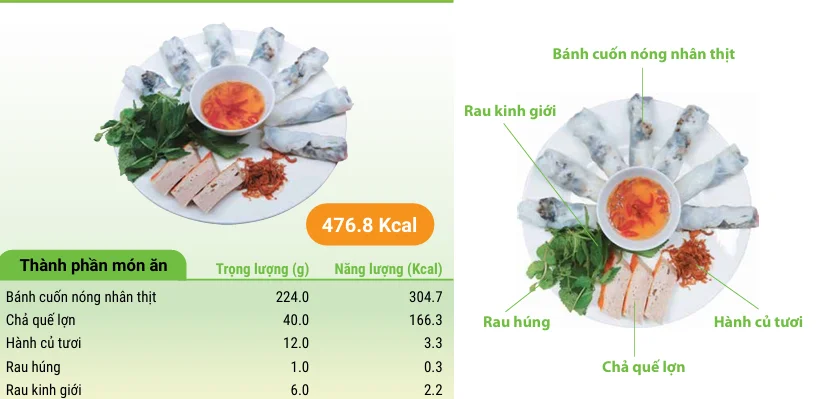 476.8 Kcal
Thành phần món ăn Trọng lượng (g) Năng lượng (Kcal)
Bánh cuốn nóng nhân thịt 224.0 304.7
Chả quế lợn 40.0 166.3
Hành củ tươi 12.0 3.3
Rau húng 1.0 0.3
Rau kinh giới 6.0 2.2
Bánh cuốn nóng nhân thịt
Rau kinh giới
Rau húng
Hành củ tươi
Chả quế lợn